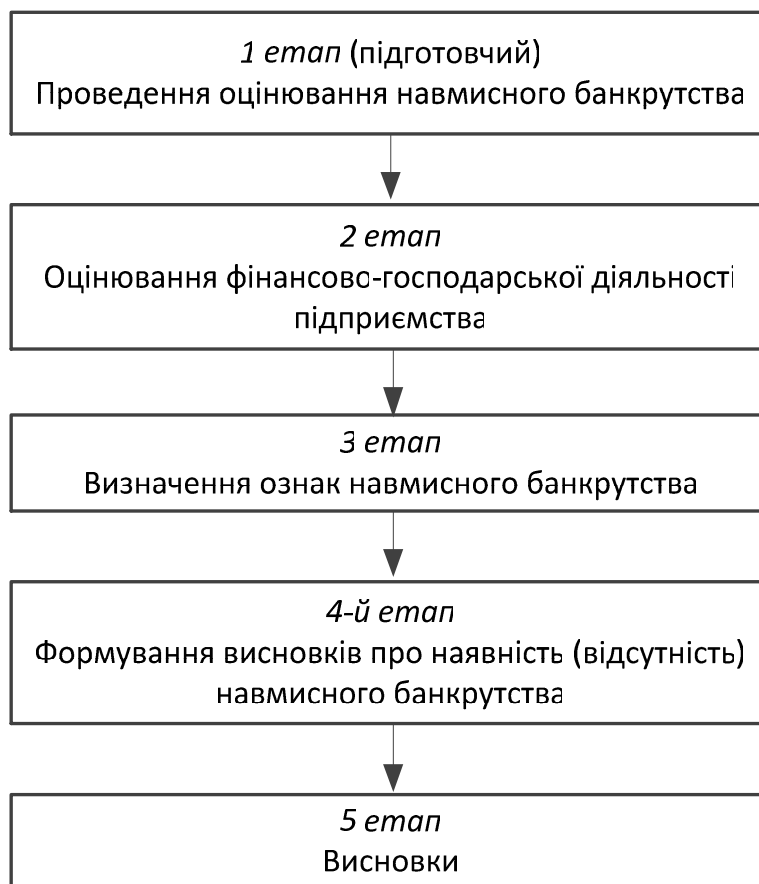 1 етап (підготовчий)
Проведення оцінювання навмисного банкрутства
2 етап
Оцінювання фінансово-господарської діяльності
підприємства
3 етап
Визначення ознак навмисного банкрутства
4-й етап
Формування висновків про наявність (відсутність)
навмисного банкрутства
5 етап
Висновки